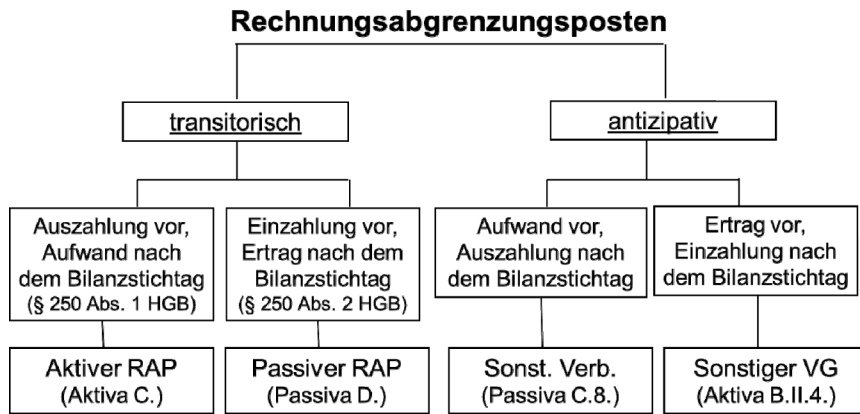 Rechnungsabgrenzungsposten
transitorisch
antizipativ
Auszahlung vor,
Aufwand nach
dem Bilanzstichtag
(§ 250 Abs. 1 HGB)
Einzahlung vor,
Ertrag nach dem
Bilanzstichtag
(§ 250 Abs. 2 HGB)
Aufwand vor,
Auszahlung nach
dem Bilanzstichtag
Ertrag vor,
Einzahlung nach
dem Bilanzstichtag
Aktiver RAP
(Aktiva C.)
Passiver RAP
(Passiva D.)
Sonst. Verb.
(Passiva C.8.)
Sonstiger VG
(Aktiva B.II.4.)